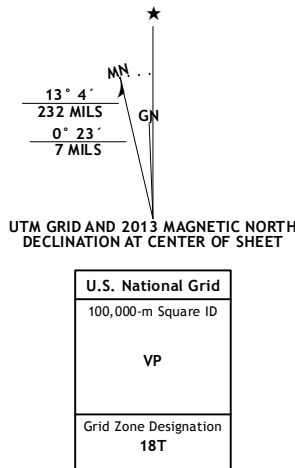 ★
MN
13° 4´
232 MILS
GN
0° 23´
7 MILS
UTM GRID AND 2013 MAGNETIC NORTH
DECLINATION AT CENTER OF SHEET
U.S. National Grid
100,000-m Square ID
VP
Grid Zone Designation
18T